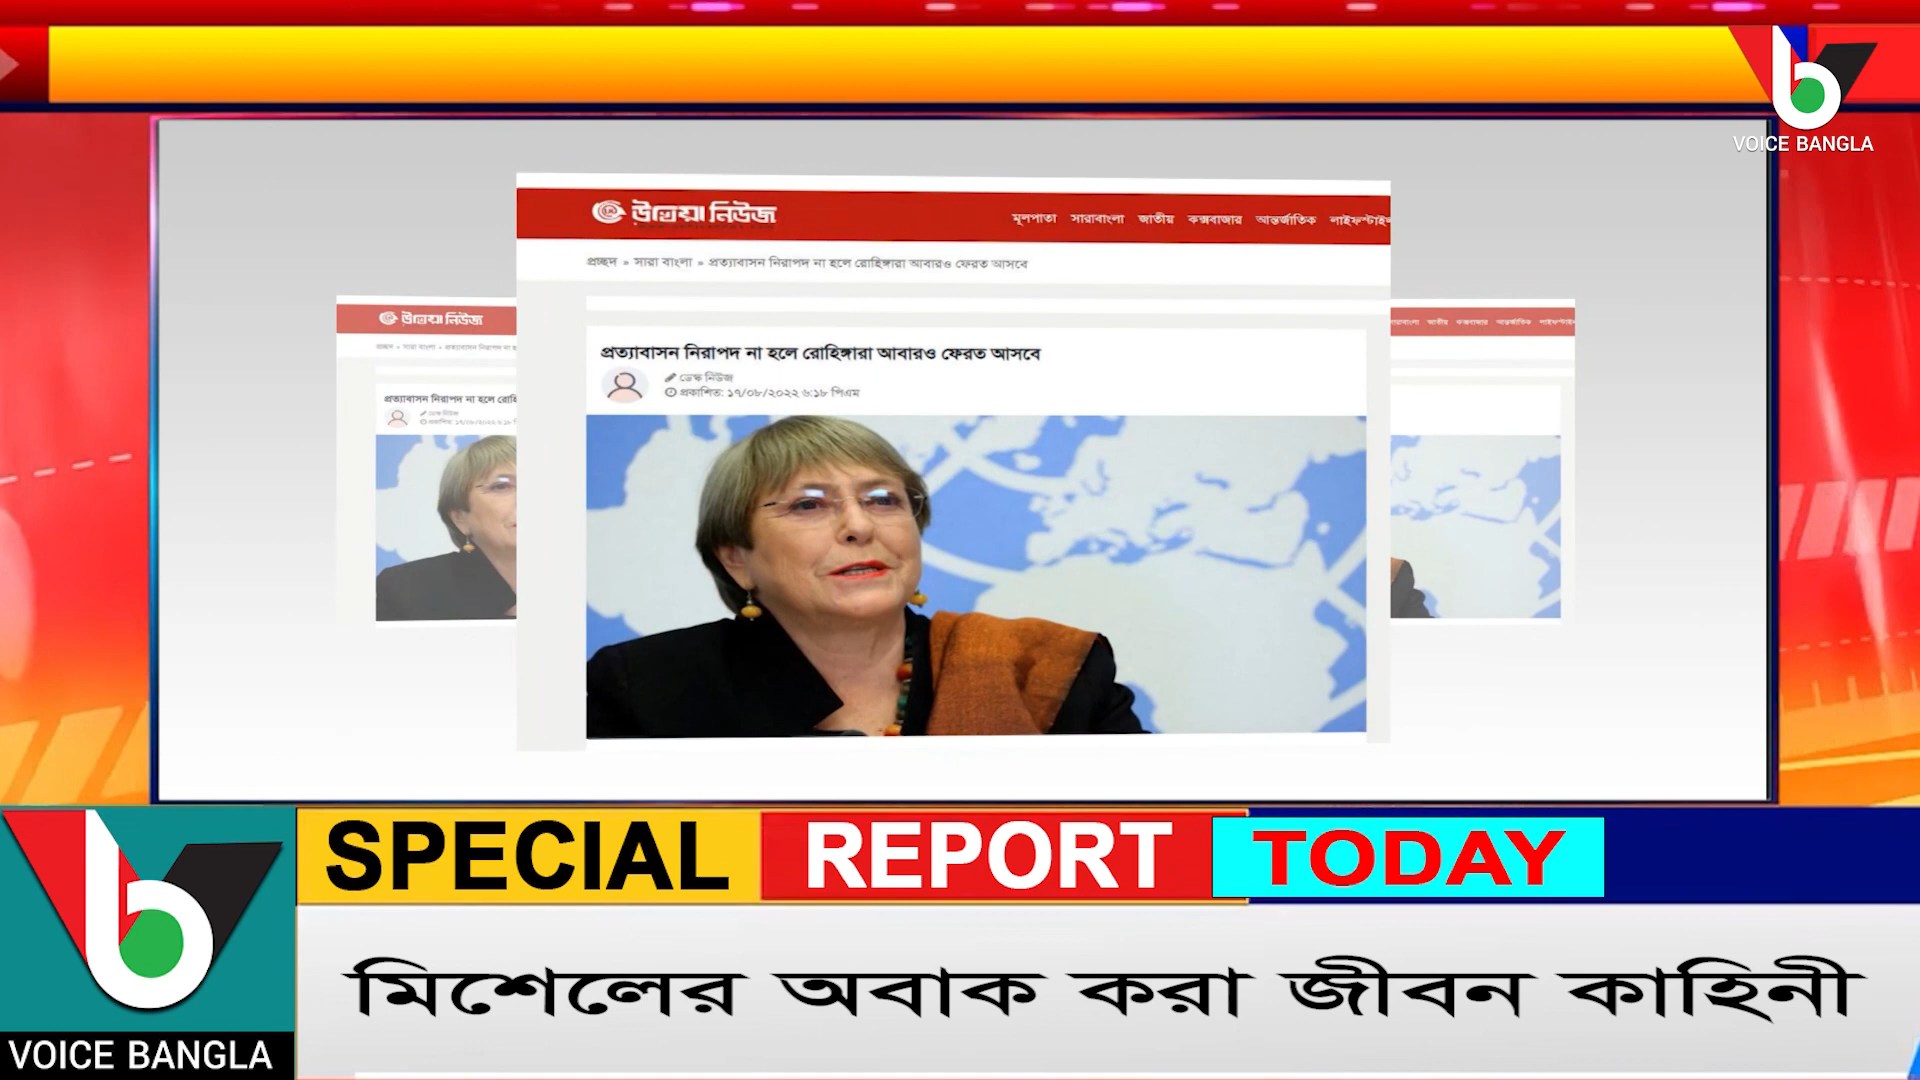 VOICE BANGLA
উখিয়া নিউজ
মূলপাতা সারাবাংলা জাতীয় কক্সবাজার আন্তর্জাতিক লাইফস্টাইল
প্রচ্ছদ » সারা বাংলা » প্রত্যাবাসন নিরাপদ না হলে রোহিঙ্গারা আবারও ফেরত আসবে
প্রত্যাবাসন নিরাপদ না হলে রোহিঙ্গারা আবারও ফেরত আসবে
ডেস্ক নিউজ
প্রকাশিত: ১৭/০৮/২০২২ ৬:১৮ পিএম
SPECIAL REPORT TODAY
মিশেলের অবাক করা জীবন কাহিনী
VOICE BANGLA